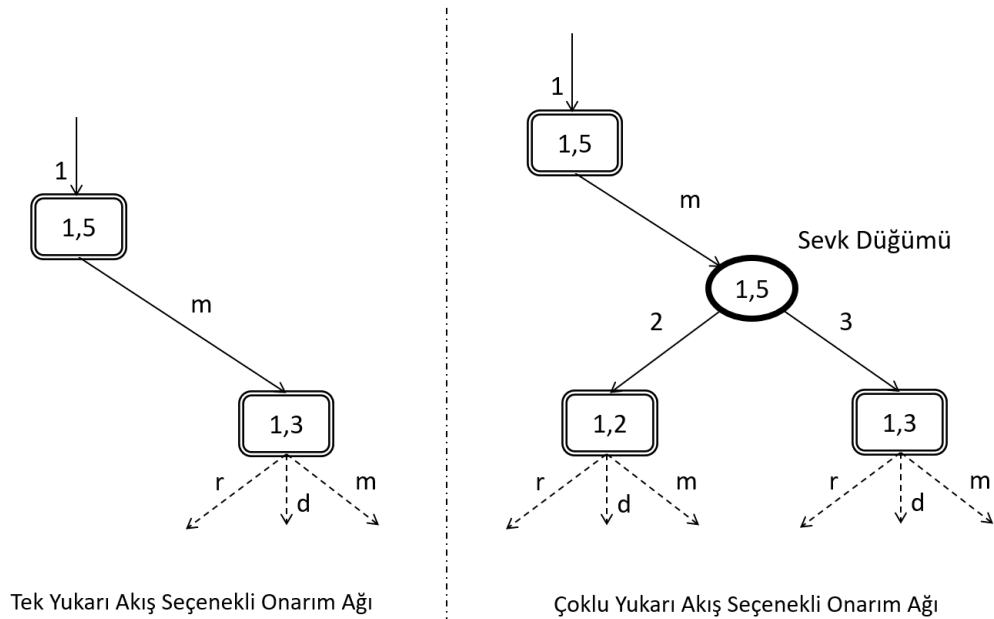 1
1,5
m
1,3
r
d
m
Tek Yukarı Akış Seçenekli Onarım Ağı
1
1,5
m
Sevk Düğümü
1,5
2
3
1,2
1,3
r
d
m
r
d
m
Çoklu Yukarı Akış Seçenekli Onarım Ağı